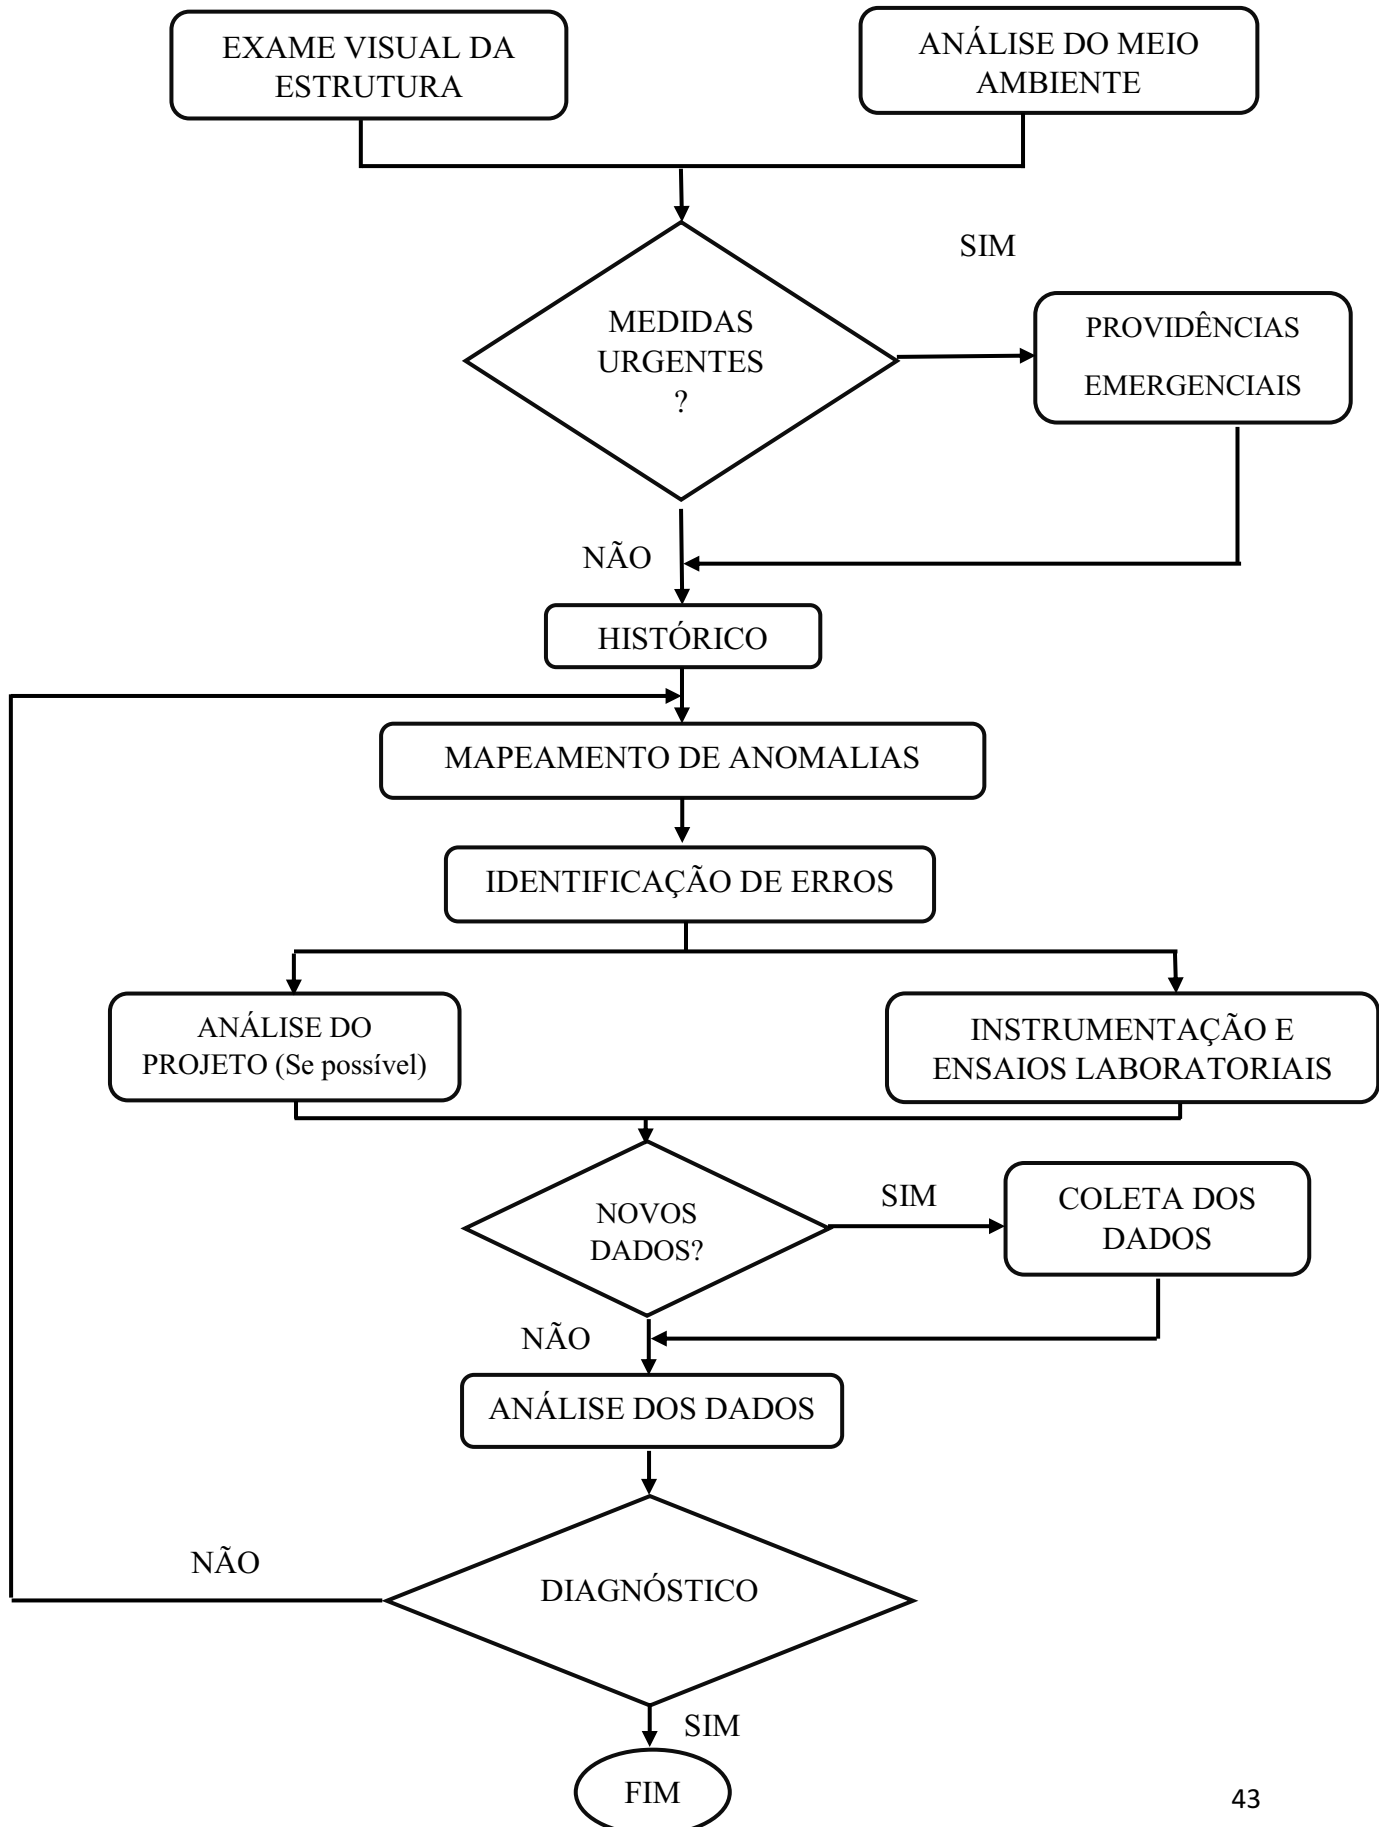 EXAME VISUAL DA
ESTRUTURA
ANÁLISE DO MEIO
AMBIENTE
MEDIDAS
URGENTES
?
SIM
PROVIDÊNCIAS
EMERGENCIAIS
NÃO
HISTÓRICO
MAPEAMENTO DE ANOMALIAS
IDENTIFICAÇÃO DE ERROS
ANÁLISE DO
PROJETO (Se possível)
INSTRUMENTAÇÃO E
ENSAIOS LABORATORIAIS
NOVOS
DADOS?
SIM
COLETA DOS
DADOS
NÃO
ANÁLISE DOS DADOS
DIAGNÓSTICO
NÃO
SIM
FIM
43